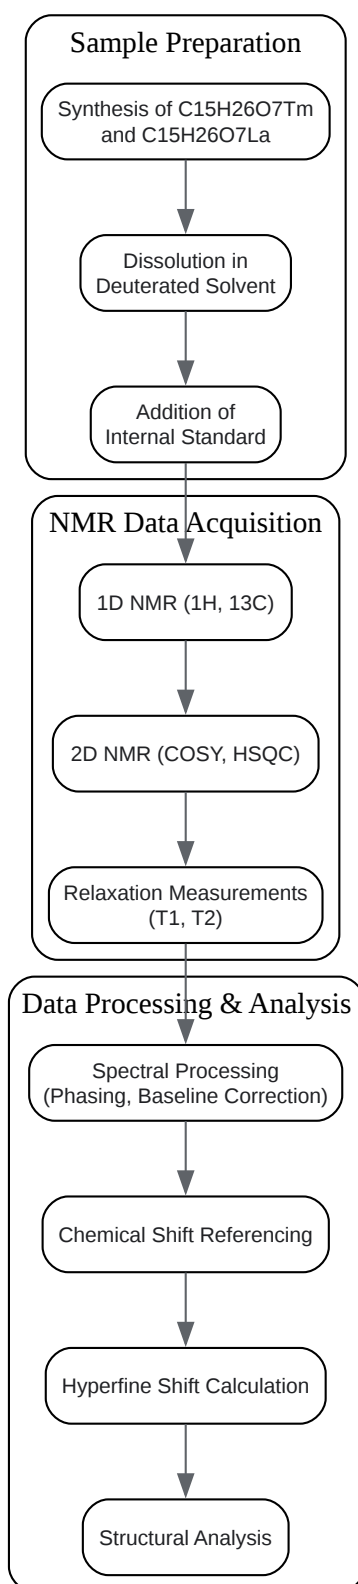 Sample Preparation
Synthesis of C15H26O7Tm
and C15H26O7La
Dissolution in
Deuterated Solvent
Addition of
Internal Standard
NMR Data Acquisition
1D NMR (1H, 13C)
2D NMR (COSY, HSQC)
Relaxation Measurements
(T1, T2)
Data Processing & Analysis
Spectral Processing
(Phasing, Baseline Correction)
Chemical Shift Referencing
Hyperfine Shift Calculation
Structural Analysis